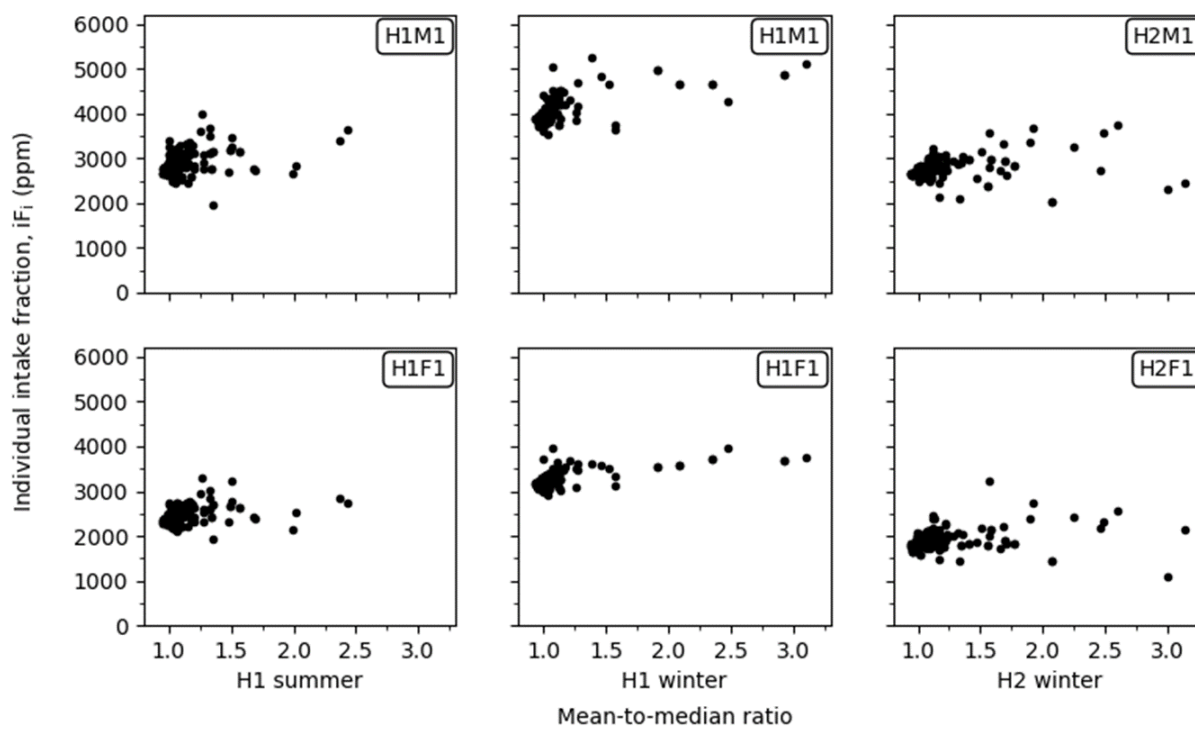 Individual intake fraction, iFᵢ (ppm)
6000
5000
4000
3000
2000
1000
0
H1M1
H1M1
H2M1
6000
5000
4000
3000
2000
1000
0
H1F1
H1F1
H2F1
1.0 1.5 2.0 2.5 3.0
1.0 1.5 2.0 2.5 3.0
1.0 1.5 2.0 2.5 3.0
H1 summer
H1 winter
H2 winter
Mean-to-median ratio